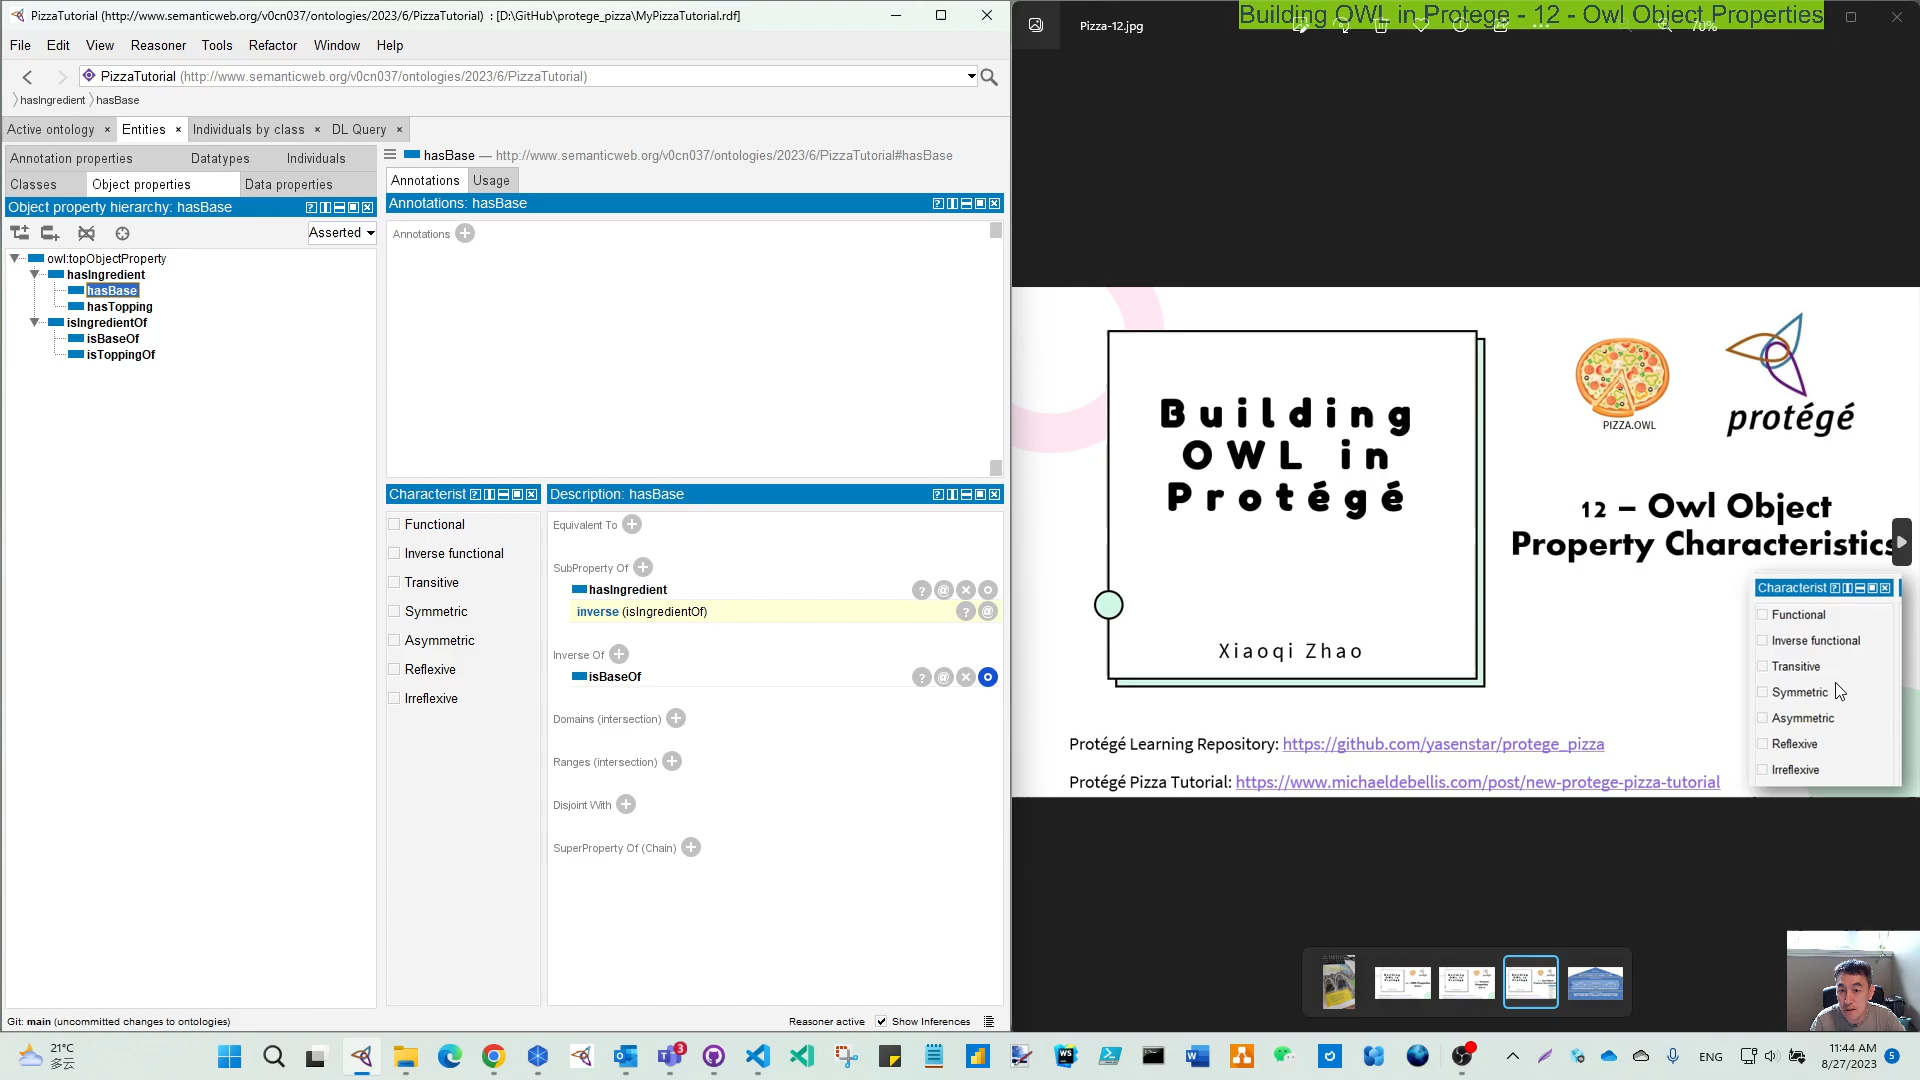 PizzaTutorial (http://www.semanticweb.org/v0cn037/ontologies/2023/6/PizzaTutorial)  : [D:\GitHub\protege_pizza\MyPizzaTutorial.rdf]
File Edit View Reasoner Tools Refactor Window Help
PizzaTutorial (http://www.semanticweb.org/v0cn037/ontologies/2023/6/PizzaTutorial)
hasIngredient hasBase
Active ontology × Entities × Individuals by class × DL Query ×
Annotation properties Datatypes Individuals
Classes Object properties Data properties
Object property hierarchy: hasBase
Asserted
owl:topObjectProperty
hasIngredient
hasBase
hasTopping
isIngredientOf
isBaseOf
isToppingOf
hasBase — http://www.semanticweb.org/v0cn037/ontologies/2023/6/PizzaTutorial#hasBase
Annotations Usage
Annotations: hasBase
Annotations
Characterist
Functional
Inverse functional
Transitive
Symmetric
Asymmetric
Reflexive
Irreflexive
Description: hasBase
Equivalent To
SubProperty Of
hasIngredient
inverse (isIngredientOf)
Inverse Of
isBaseOf
Domains (intersection)
Ranges (intersection)
Disjoint With
SuperProperty Of (Chain)
Git: main (uncommitted changes to ontologies)
Reasoner active Show Inferences
Building OWL in Protege - 12 - Owl Object Properties
Pizza-12.jpg
70%
Building
OWL in
Protégé
Xiaoqi Zhao
PIZZA.OWL
protégé
12 – Owl Object
Property Characteristics
Characterist
Functional
Inverse functional
Transitive
Symmetric
Asymmetric
Reflexive
Irreflexive
Protégé Learning Repository: https://github.com/yasenstar/protege_pizza
Protégé Pizza Tutorial: https://www.michaeldebellis.com/post/new-protege-pizza-tutorial
21°C
多云
3
WS
ENG
11:44 AM
8/27/2023
5